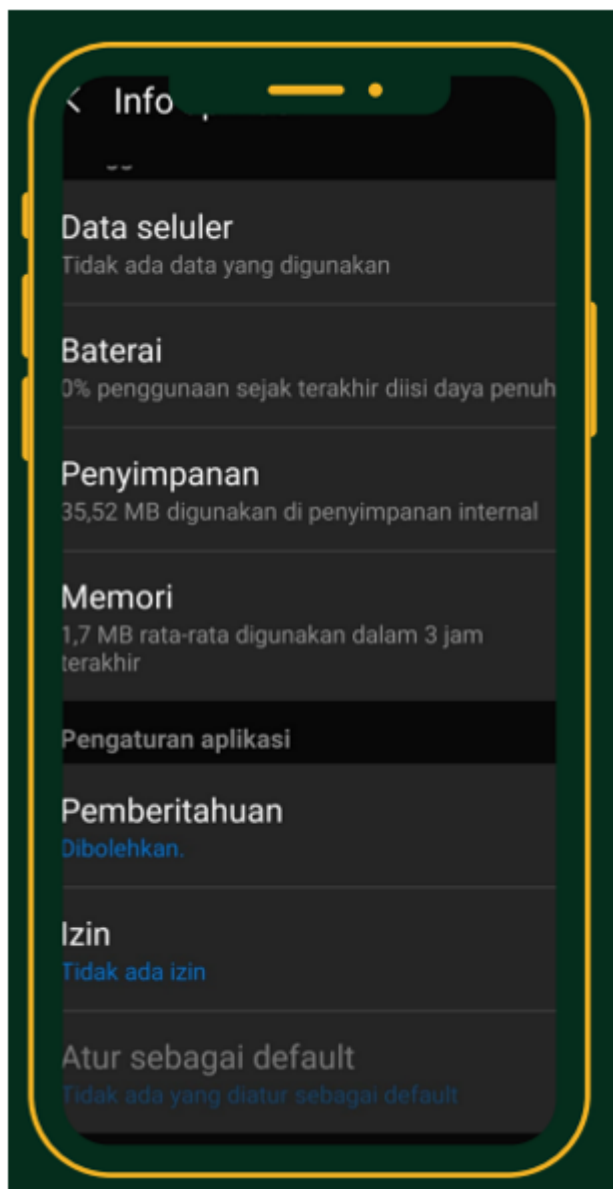 Info
Data seluler
Tidak ada data yang digunakan
Baterai
0% penggunaan sejak terakhir diisi daya penuh
Penyimpanan
35,52 MB digunakan di penyimpanan internal
Memori
1,7 MB rata-rata digunakan dalam 3 jam
terakhir
Pengaturan aplikasi
Pemberitahuan
Dibolehkan.
Izin
Tidak ada izin
Atur sebagai default
Tidak ada yang diatur sebagai default